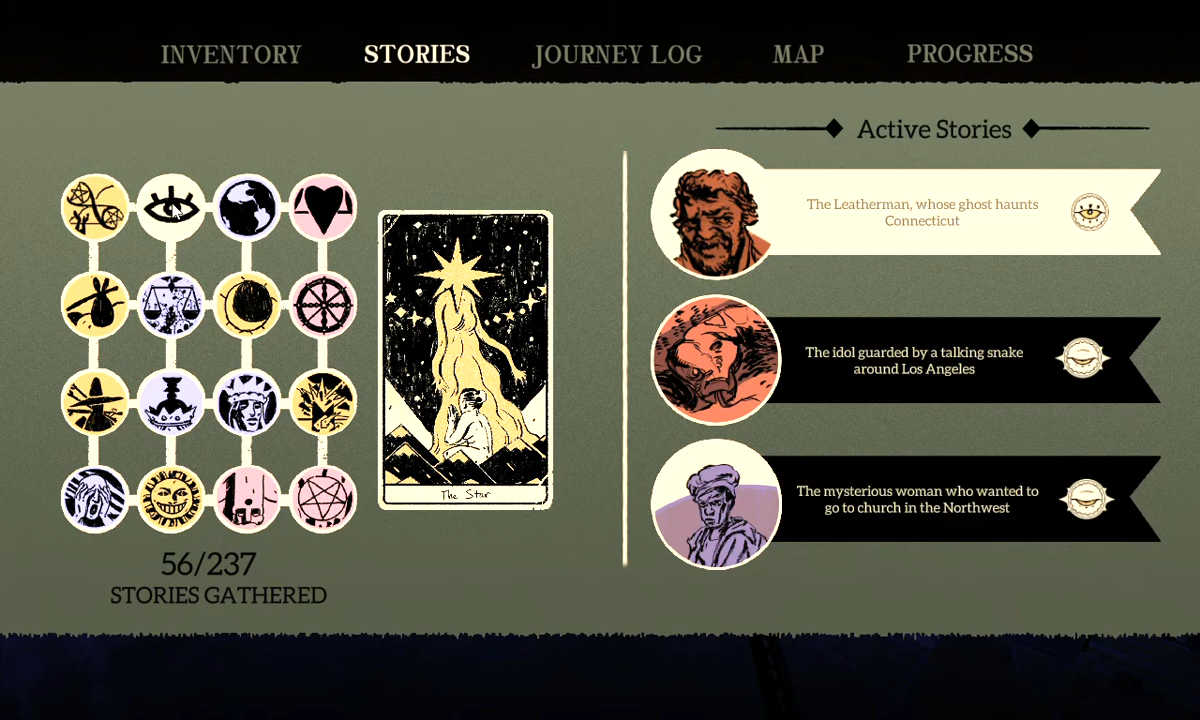 INVENTORY
STORIES
JOURNEY LOG
MAP
PROGRESS
The Star
56/237
STORIES GATHERED
Active Stories
The Leatherman, whose ghost haunts
Connecticut
The idol guarded by a talking snake
around Los Angeles
The mysterious woman who wanted to
go to church in the Northwest